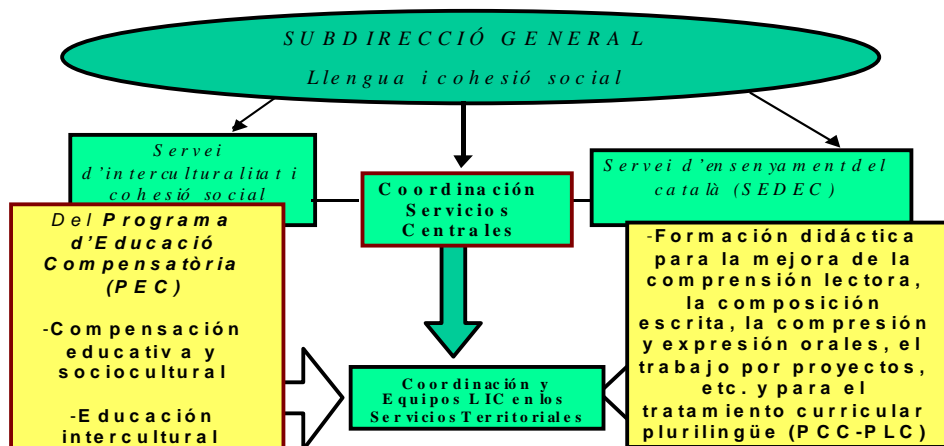 SUBDIRECCIÓ GENERAL
Llengua i cohesió social
Servei
d'interculturalitat i
cohesió social
Coordinación
Servicios
Centrales
Servei d'ensenyament del
català (SEDEC)
Del Programa
d'Educació
Compensatòria
(PEC)
-Compensación
educativa y
sociocultural
-Educación
intercultural
-Formación didáctica
para la mejora de la
comprensión lectora,
la composición
escrita, la compresión
y expresión orales, el
trabajo por proyectos,
etc. y para el
tratamiento curricular
plurilingüe (PCC-PLC)
Coordinación y
Equipos LIC en los
Servicios Territoriales